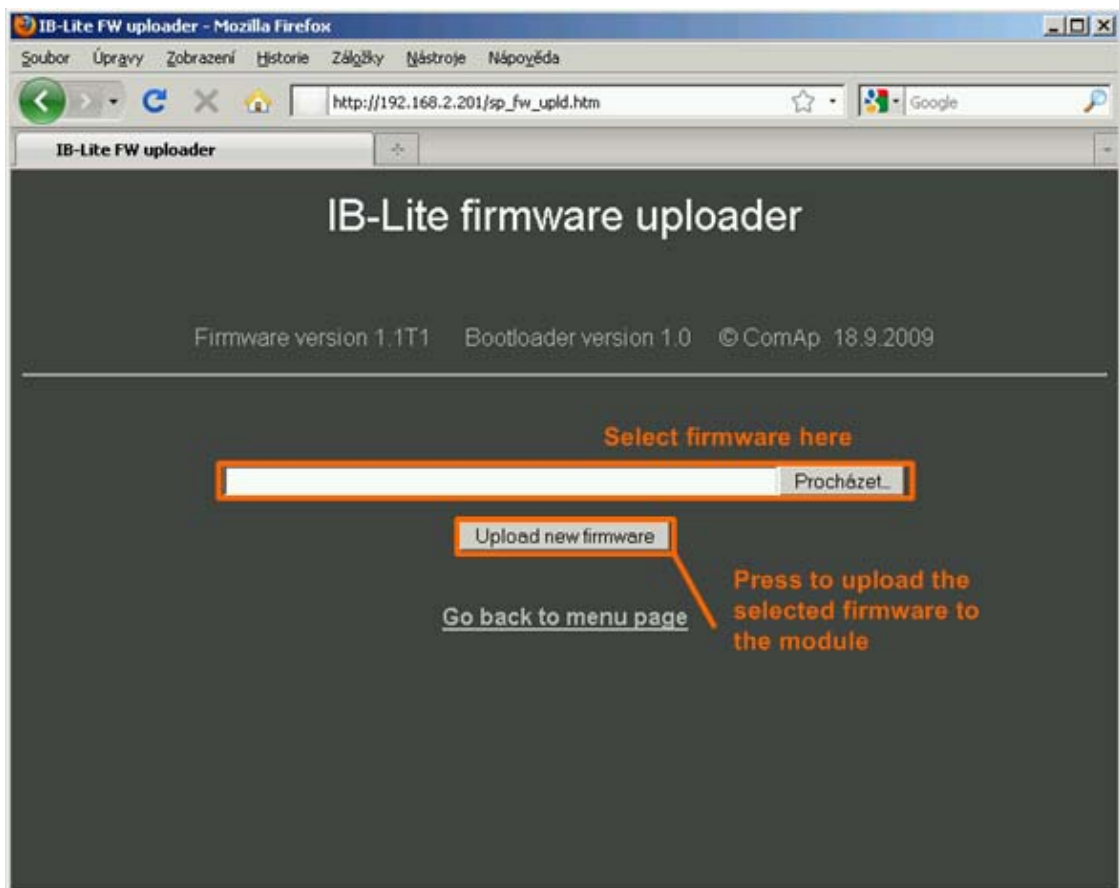 IB-Lite FW uploader - Mozilla Firefox
Soubor Úpravy Zobrazení Historie Záložky Nástroje Nápověda
http://192.168.2.201/sp_fw_upld.htm Google
IB-Lite FW uploader
IB-Lite firmware uploader
Firmware version 1.1T1 Bootloader version 1.0 © ComAp 18.9.2009
Select firmware here
Procházet...
Upload new firmware
Press to upload the
selected firmware to
the module
Go back to menu page